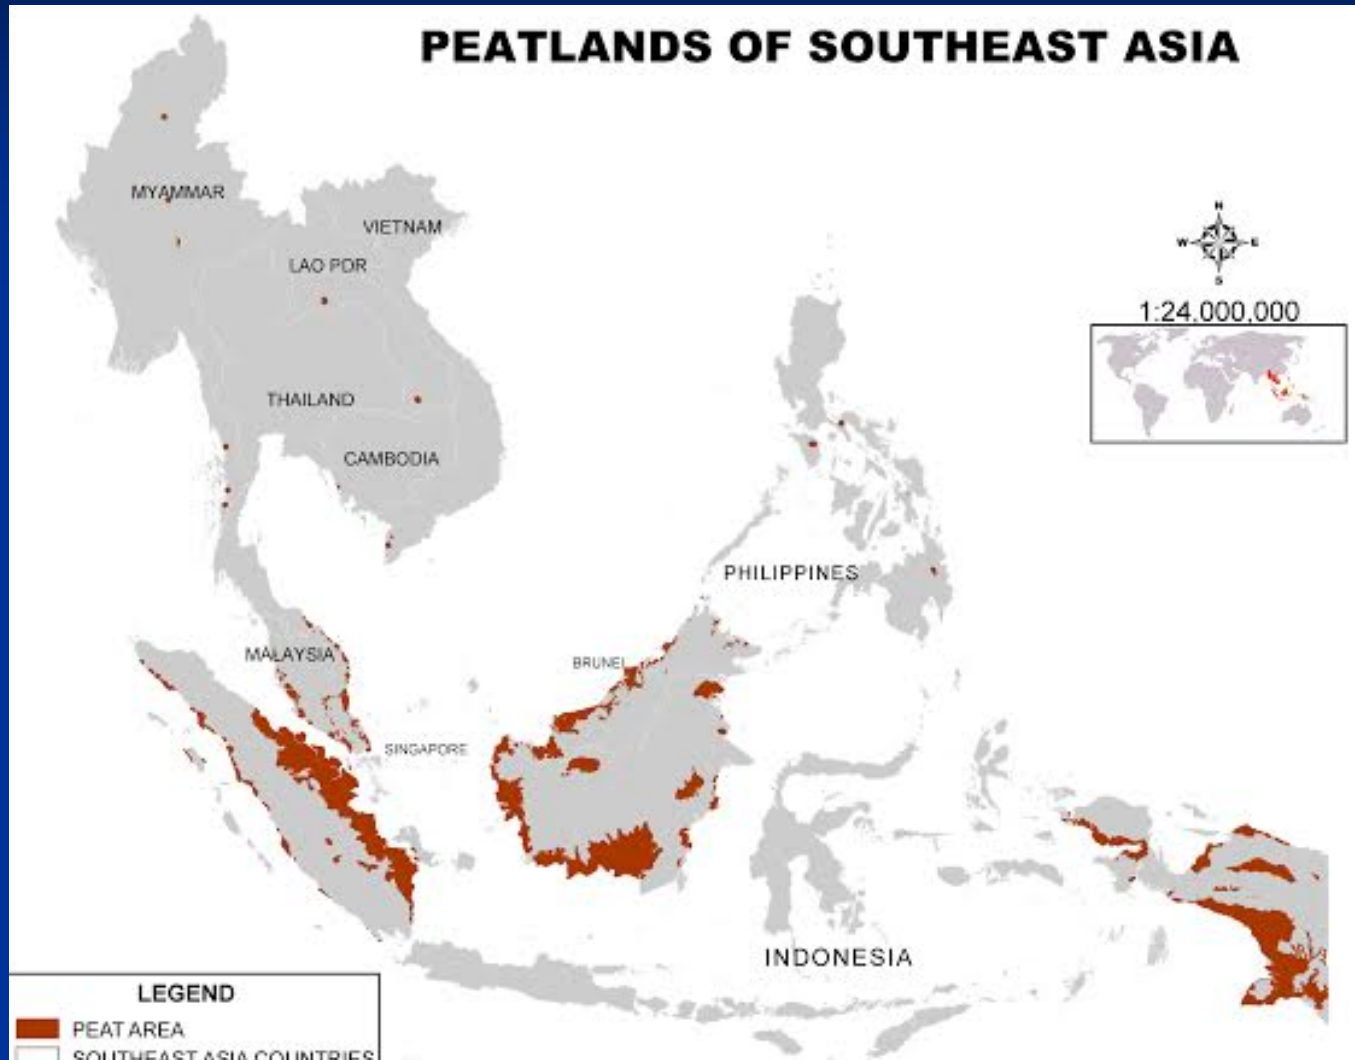 PEATLANDS OF SOUTHEAST ASIA
MYAMMAR
VIETNAM
LAO PDR
N
W
E
S
1:24,000,000
THAILAND
CAMBODIA
PHILIPPINES
MALAYSIA
BRUNEI
SINGAPORE
INDONESIA
LEGEND
PEAT AREA
SOUTHEAST ASIA COUNTRIES